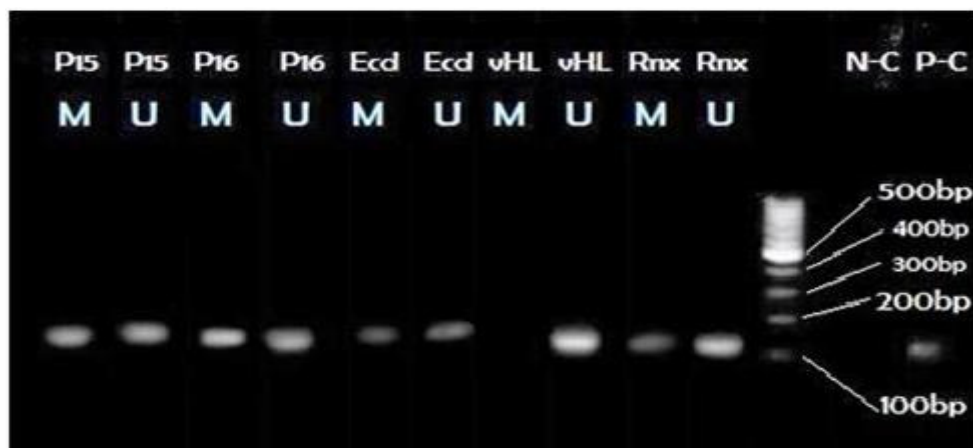 P15 P15 P16 P16 Ecd Ecd vHL vHL Rnx Rnx N-C P-C
M U M U M U M U M U
500bp
400bp
300bp
200bp
100bp